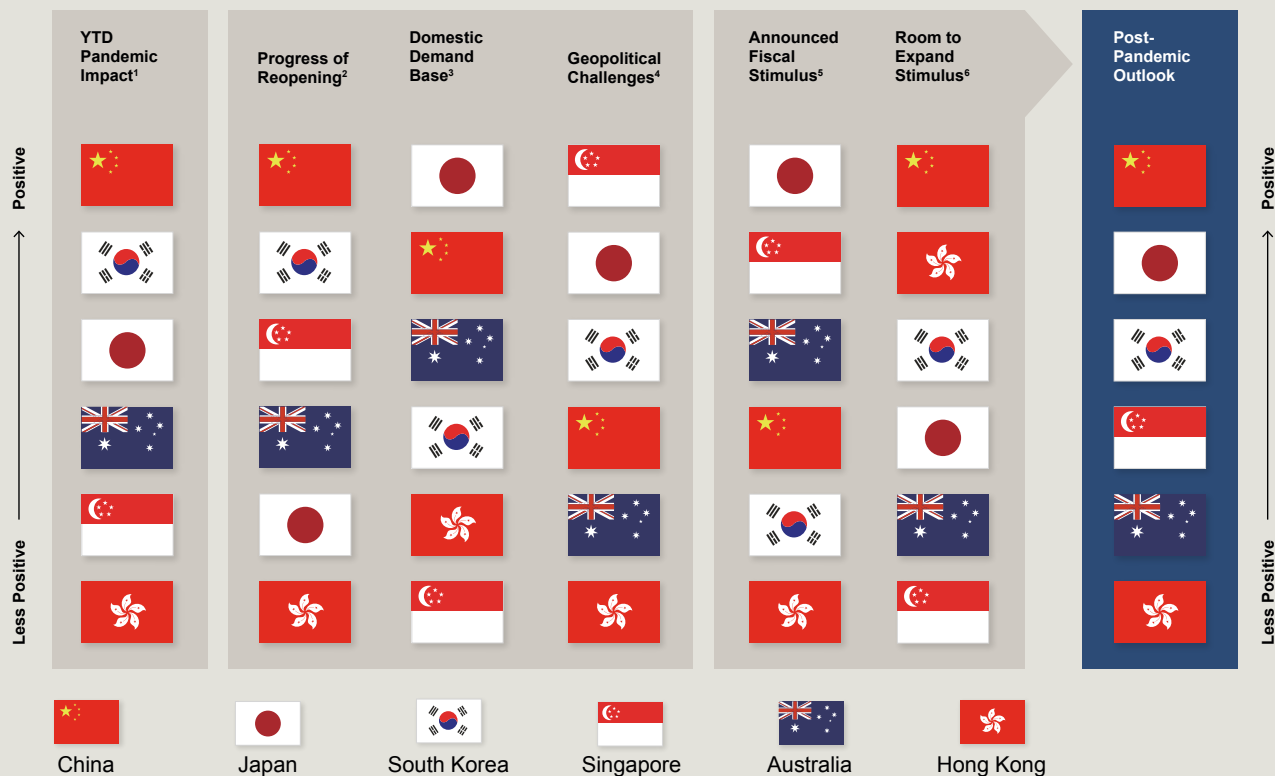 YTD
Pandemic
Impact¹
Progress of
Reopening²
Domestic
Demand
Base³
Geopolitical
Challenges⁴
Announced
Fiscal
Stimulus⁵
Room to
Expand
Stimulus⁶
Post-
Pandemic
Outlook
Positive
Less Positive
Positive
Less Positive
China
Japan
South Korea
Singapore
Australia
Hong Kong